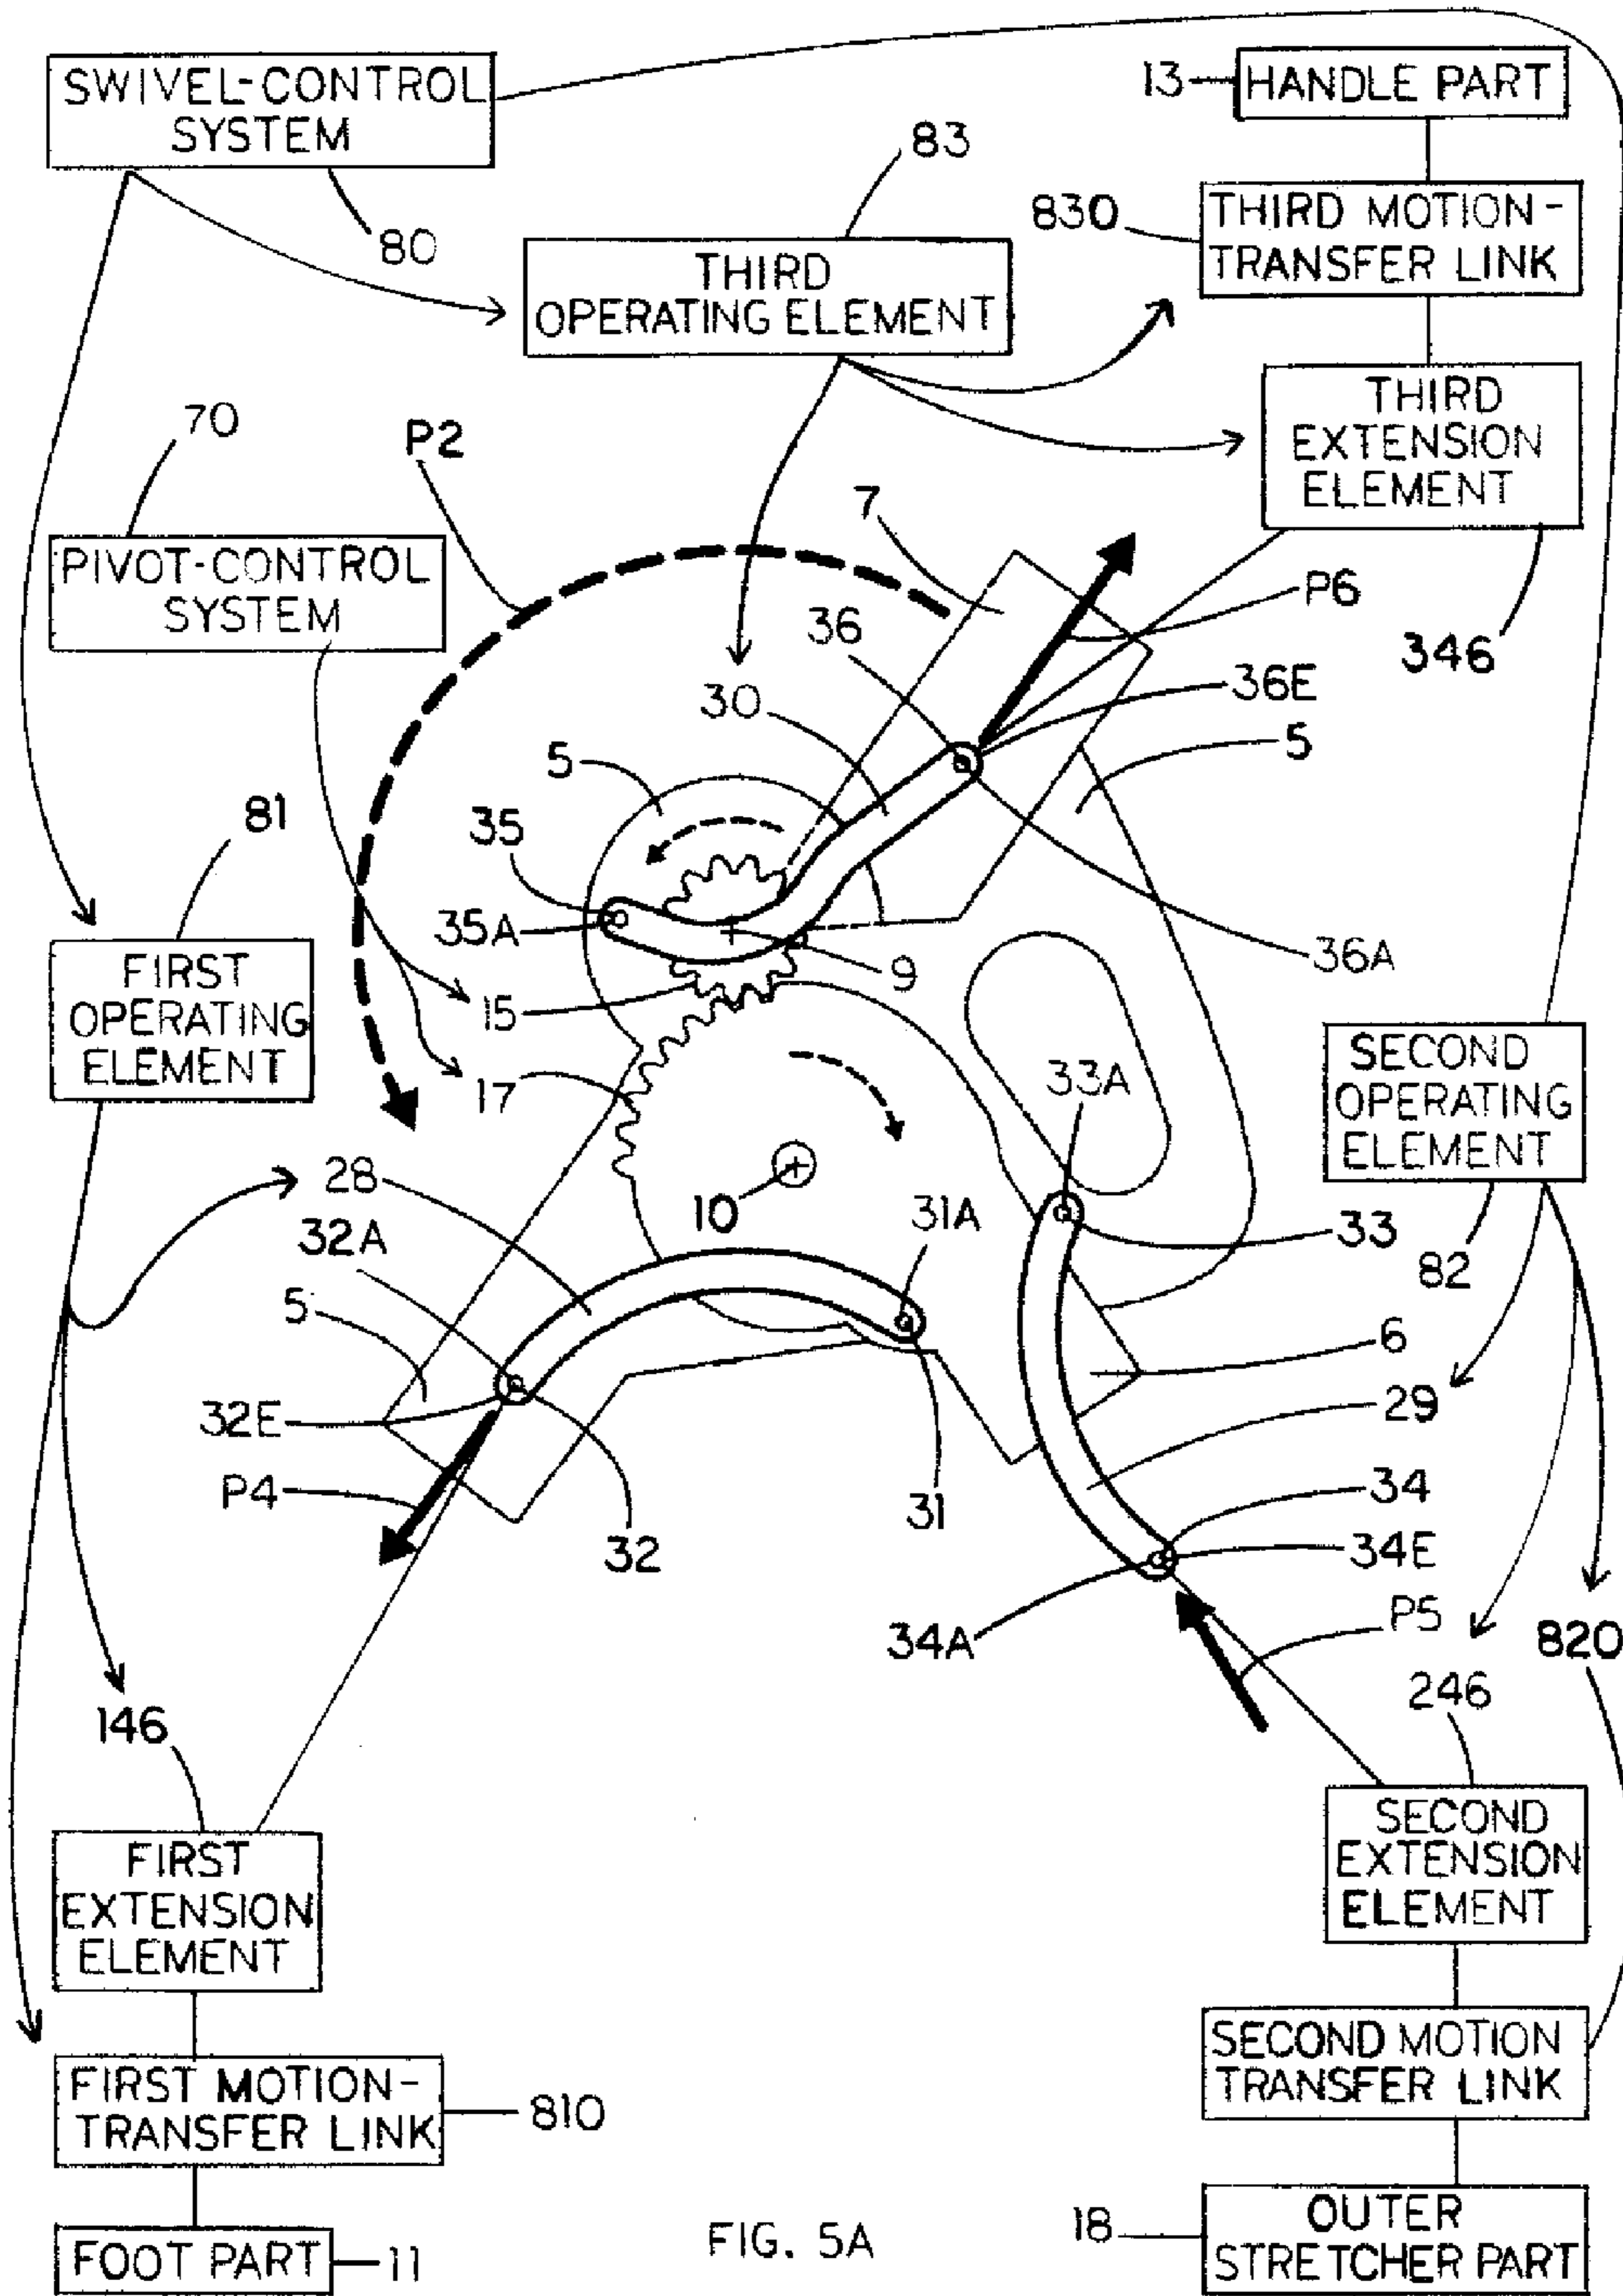 SWIVEL-CONTROL
SYSTEM
80
13
HANDLE PART
83
830
THIRD MOTION-
TRANSFER LINK
THIRD
OPERATING ELEMENT
THIRD
EXTENSION
ELEMENT
346
70
P2
PIVOT-CONTROL
SYSTEM
7
P6
36
36E
30
5
5
81
35
35A
9
36A
15
FIRST
OPERATING
ELEMENT
17
33A
SECOND
OPERATING
ELEMENT
28
10
31A
33
82
32A
5
6
32E
29
P4
31
34
32
34E
34A
P5
820
146
246
FIRST
EXTENSION
ELEMENT
SECOND
EXTENSION
ELEMENT
FIRST MOTION-
TRANSFER LINK
810
SECOND MOTION
TRANSFER LINK
FOOT PART
11
FIG. 5A
18
OUTER
STRETCHER PART